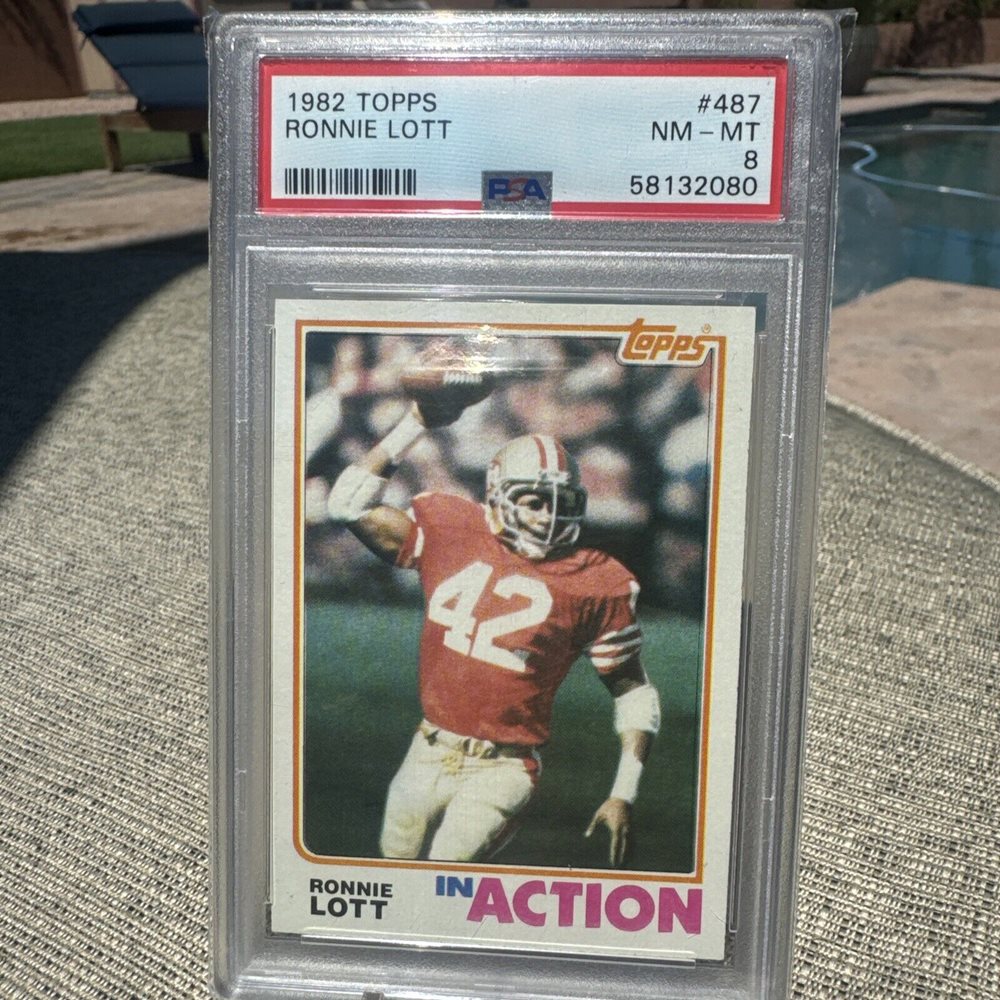 1982 TOPPS #487
RONNIE LOTT NM - MT
8
PSA 58132080
TOPPS®
42
RONNIE
LOTT
IN ACTION